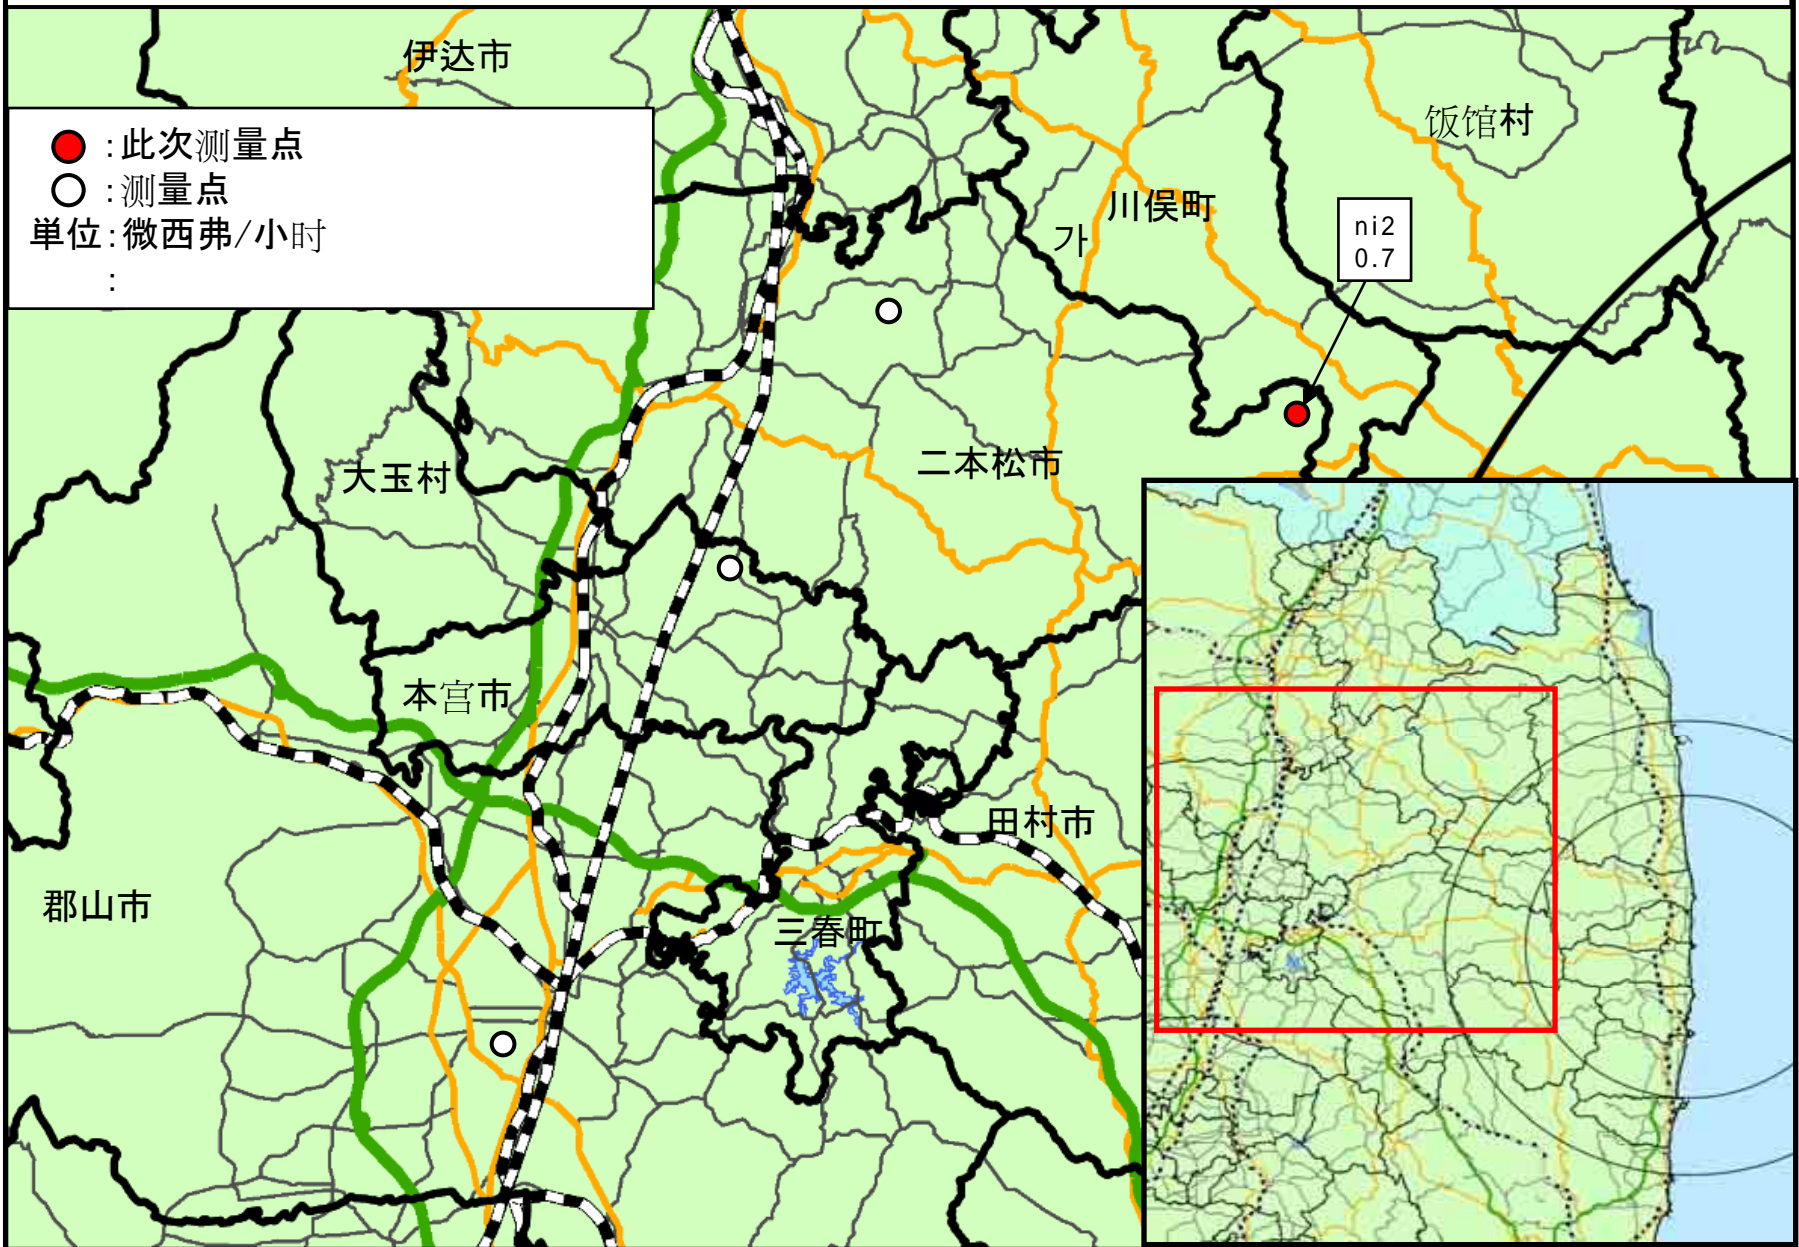 伊达市
饭馆村
●:此次测量点
○:测量点
単位:微西弗/小时
:
川俣町
가
ni2
0.7
二本松市
大玉村
本宫市
田村市
郡山市
三春町